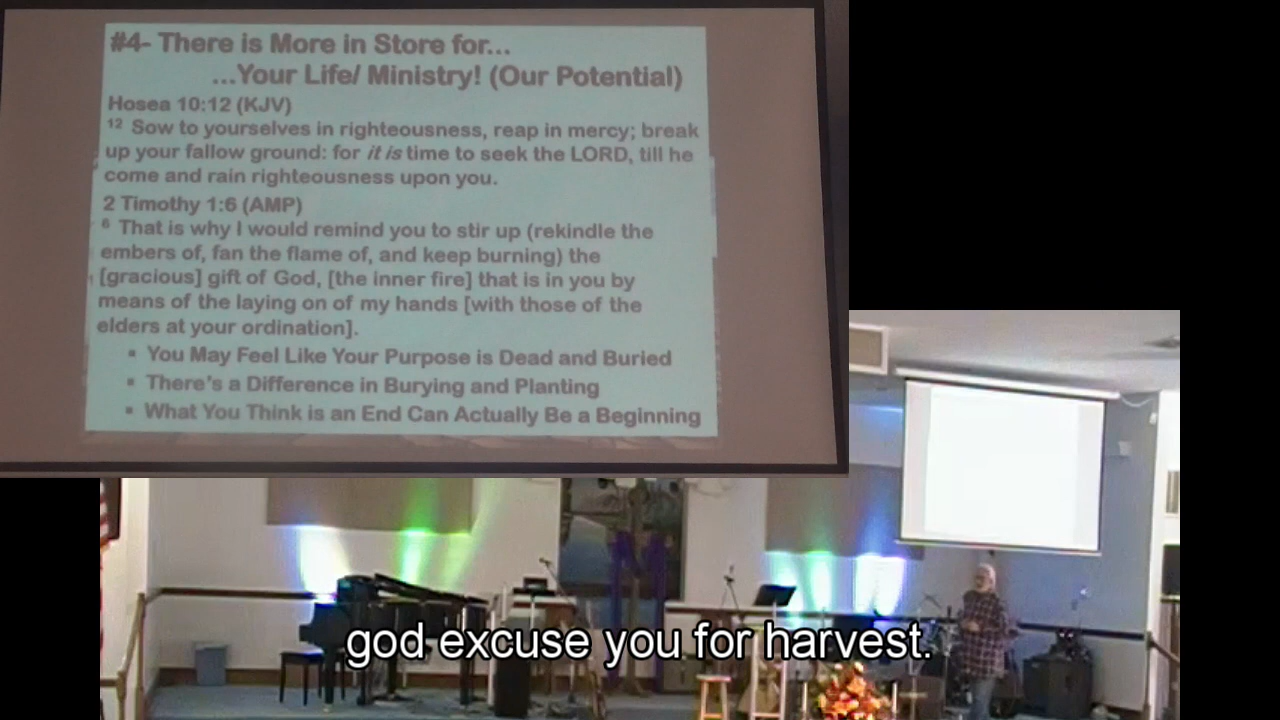 #4- There is More in Store for...
...Your Life/ Ministry! (Our Potential)
Hosea 10:12 (KJV)
12 Sow to yourselves in righteousness, reap in mercy; break
up your fallow ground: for it is time to seek the LORD, till he
come and rain righteousness upon you.
2 Timothy 1:6 (AMP)
6 That is why I would remind you to stir up (rekindle the
embers of, fan the flame of, and keep burning) the
[gracious] gift of God, [the inner fire] that is in you by
means of the laying on of my hands [with those of the
elders at your ordination].
▪ You May Feel Like Your Purpose is Dead and Buried
▪ There's a Difference in Burying and Planting
▪ What You Think is an End Can Actually Be a Beginning
god excuse you for harvest.